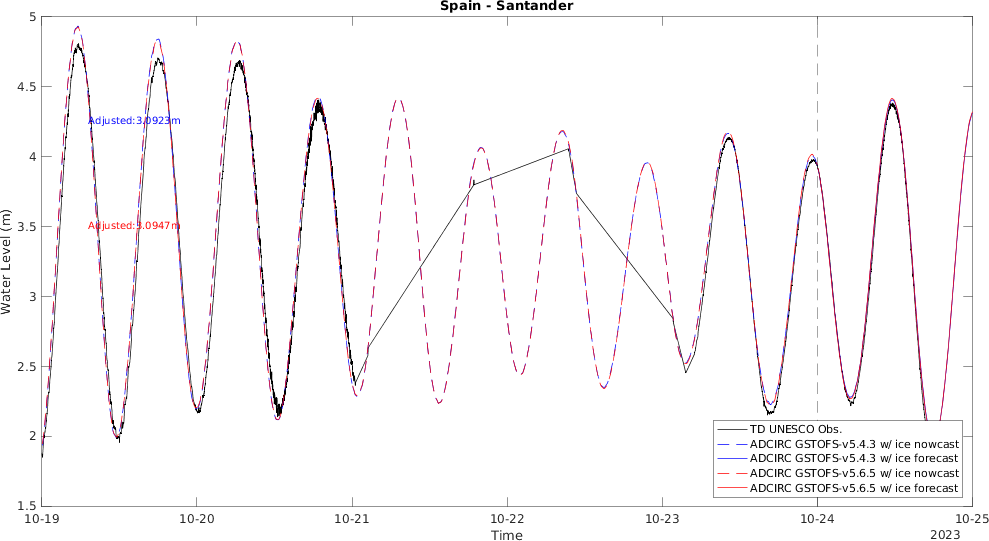 Spain - Santander
5
4.5
4
3.5
3
2.5
2
1.5
Water Level (m)
Adjusted:3.0923m
Adjusted:3.0947m
TD UNESCO Obs.
ADCIRC GSTOFS-v5.4.3 w/ ice nowcast
ADCIRC GSTOFS-v5.4.3 w/ ice forecast
ADCIRC GSTOFS-v5.6.5 w/ ice nowcast
ADCIRC GSTOFS-v5.6.5 w/ ice forecast
10-19 10-20 10-21 10-22 10-23 10-24 10-25
Time
2023